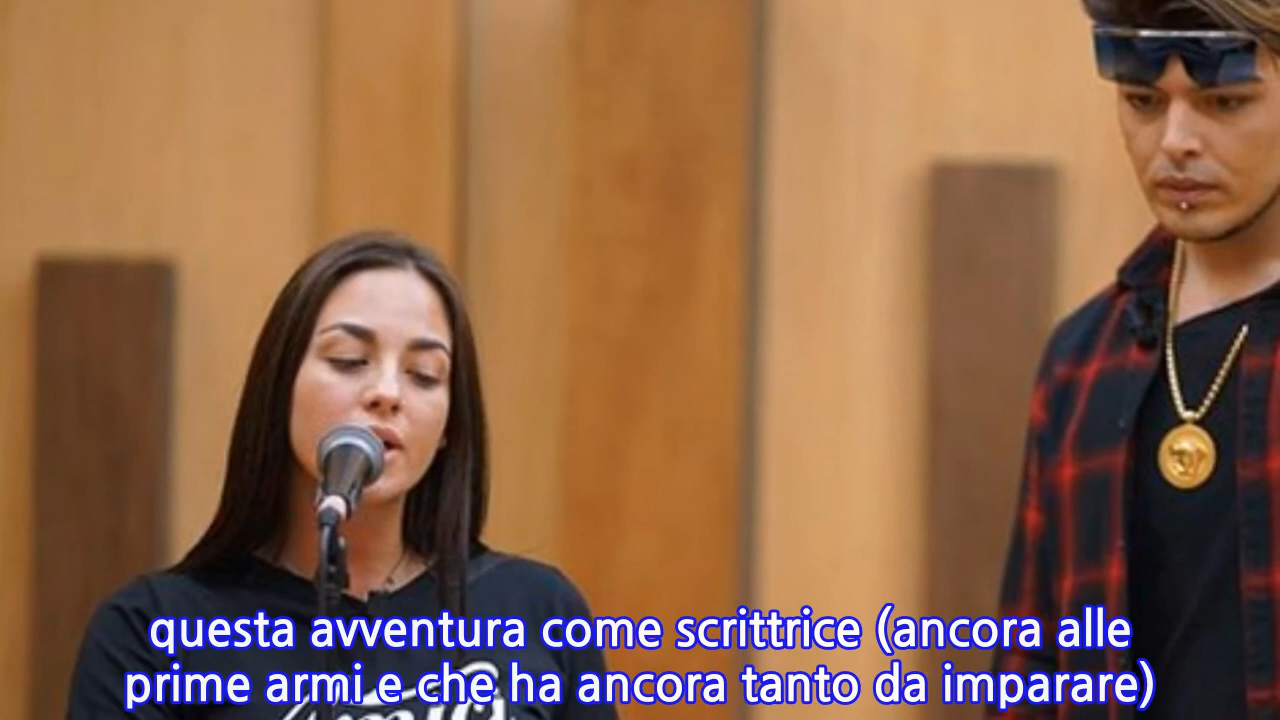 questa avventura come scrittrice (ancora alle
prime armi e che ha ancora tanto da imparare)